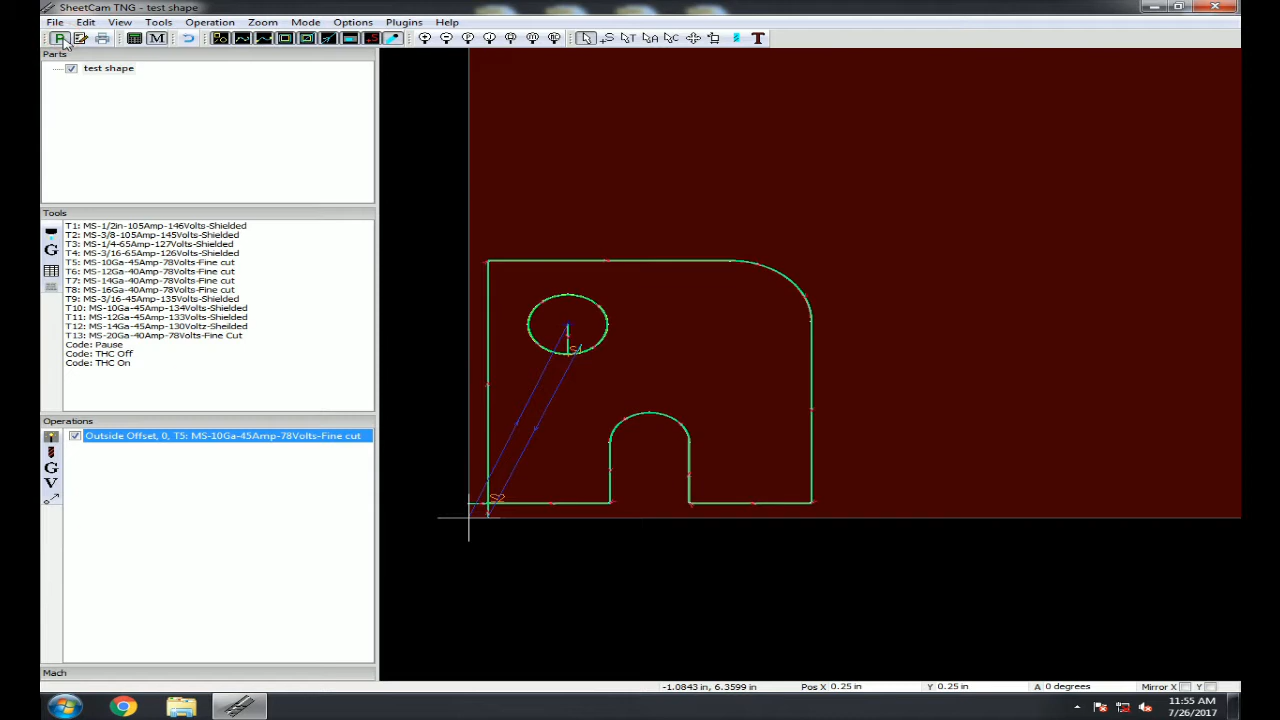 SheetCam TNG - test shape
File Edit View Tools Operation Zoom Mode Options Plugins Help
Parts
test shape
Tools
T1: MS-1/2in-105Amp-146Volts-Shielded
T2: MS-3/8-105Amp-145Volts-Shielded
T3: MS-1/4-65Amp-127Volts-Shielded
T4: MS-3/16-65Amp-126Volts-Shielded
T5: MS-10Ga-45Amp-78Volts-Fine cut
T6: MS-12Ga-40Amp-78Volts-Fine cut
T7: MS-14Ga-40Amp-78Volts-Fine cut
T8: MS-16Ga-40Amp-78Volts-Fine cut
T9: MS-3/16-45Amp-135Volts-Shielded
T10: MS-10Ga-45Amp-134Volts-Shielded
T11: MS-12Ga-45Amp-133Volts-Shielded
T12: MS-14Ga-45Amp-130Voltz-Sheilded
T13: MS-20Ga-40Amp-78Volts-Fine Cut
Code: Pause
Code: THC Off
Code: THC On
Operations
Outside Offset, 0, T5: MS-10Ga-45Amp-78Volts-Fine cut
Mach
-1.0843 in, 6.3599 in Pos X 0.25 in Y 0.25 in A 0 degrees Mirror X Y
11:55 AM
7/26/2017